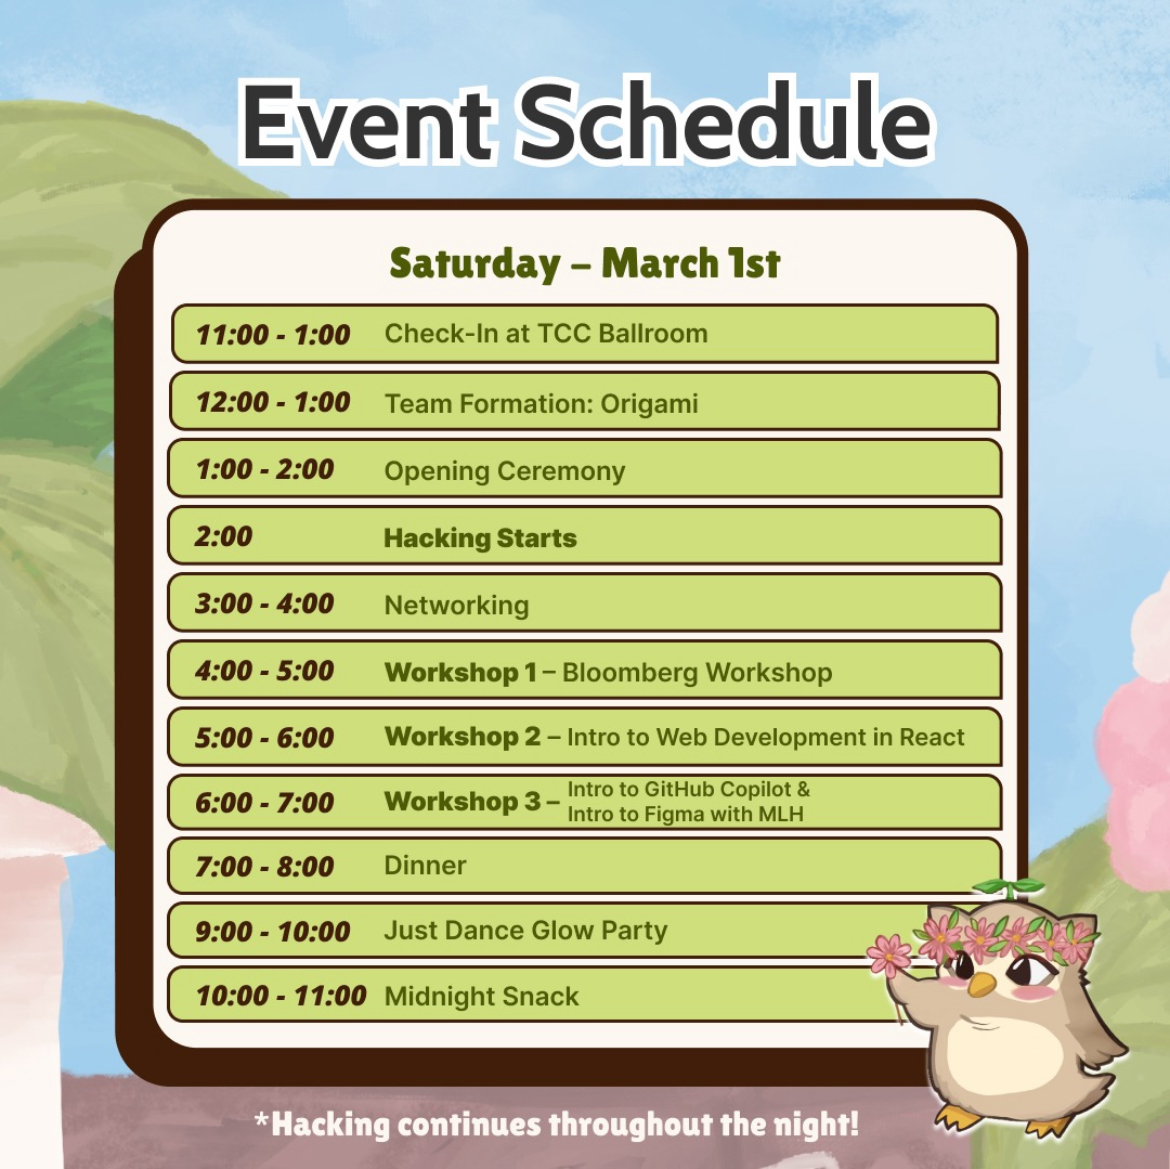 Event Schedule
Saturday – March 1st
11:00 - 1:00 Check-In at TCC Ballroom
12:00 - 1:00 Team Formation: Origami
1:00 - 2:00 Opening Ceremony
2:00 Hacking Starts
3:00 - 4:00 Networking
4:00 - 5:00 Workshop 1 – Bloomberg Workshop
5:00 - 6:00 Workshop 2 – Intro to Web Development in React
6:00 - 7:00 Workshop 3 – Intro to GitHub Copilot &
Intro to Figma with MLH
7:00 - 8:00 Dinner
9:00 - 10:00 Just Dance Glow Party
10:00 - 11:00 Midnight Snack
*Hacking continues throughout the night!